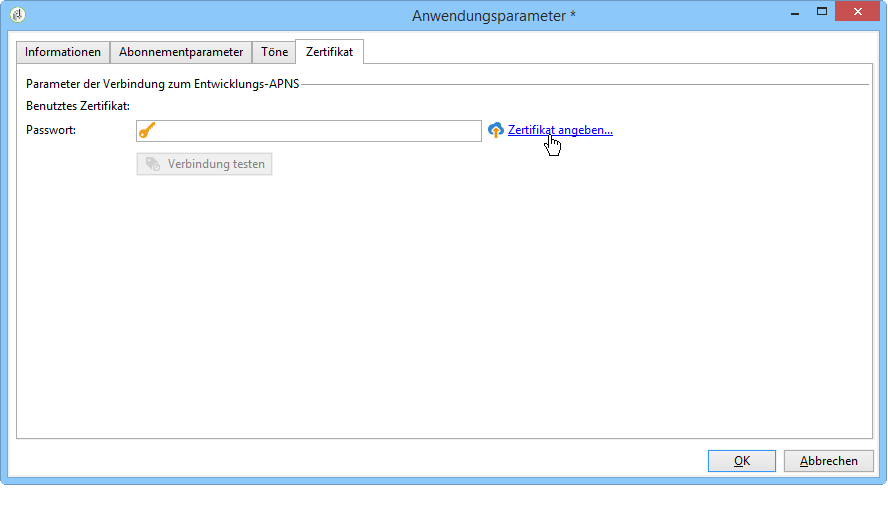 Anwendungsparameter *
Informationen Abonnementparameter Töne Zertifikat
Parameter der Verbindung zum Entwicklungs-APNS
Benutztes Zertifikat:
Passwort: Zertifikat angeben...
Verbindung testen
OK Abbrechen